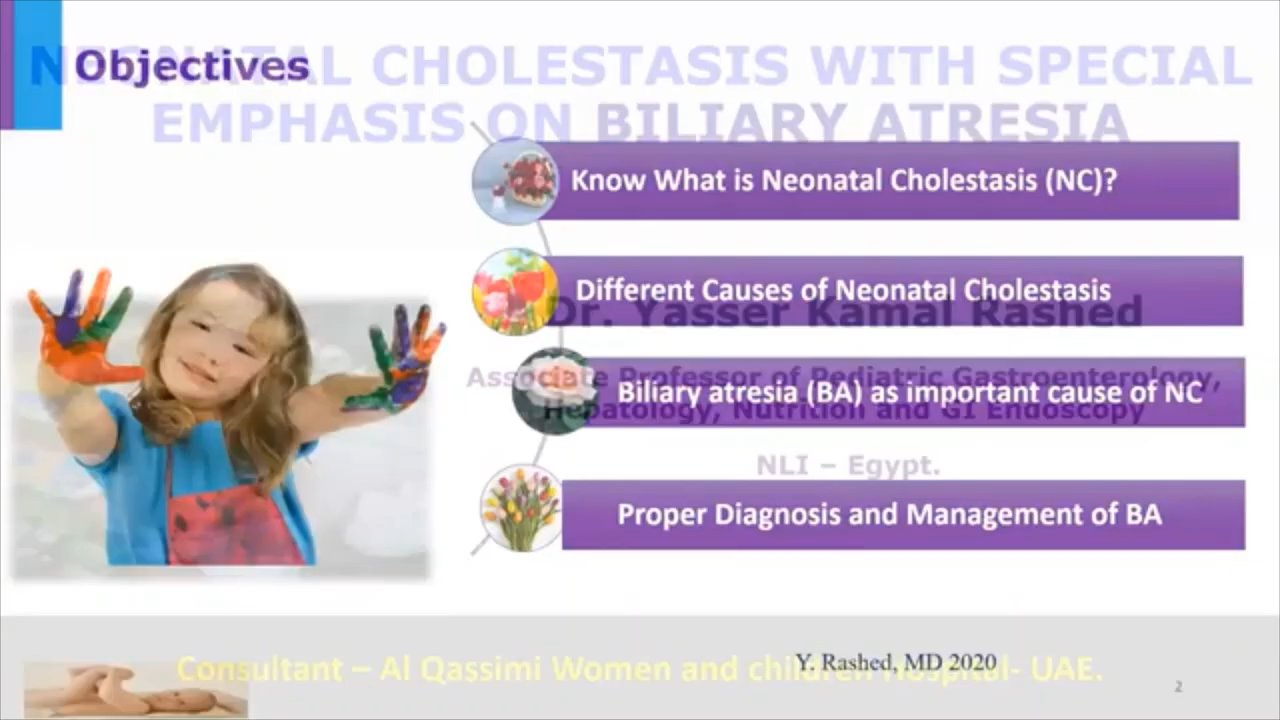 NEONATAL CHOLESTASIS WITH SPECIAL
EMPHASIS ON BILIARY ATRESIA
Objectives
Know What is Neonatal Cholestasis (NC)?
Different Causes of Neonatal Cholestasis
Dr. Yasser Kamal Rashed
Associate Professor of Pediatric Gastroenterology,
Hepatology, Nutrition and GI Endoscopy
Biliary atresia (BA) as important cause of NC
NLI – Egypt.
Proper Diagnosis and Management of BA
Consultant – Al Qassimi Women and children Hospital- UAE.
Y. Rashed, MD 2020
2